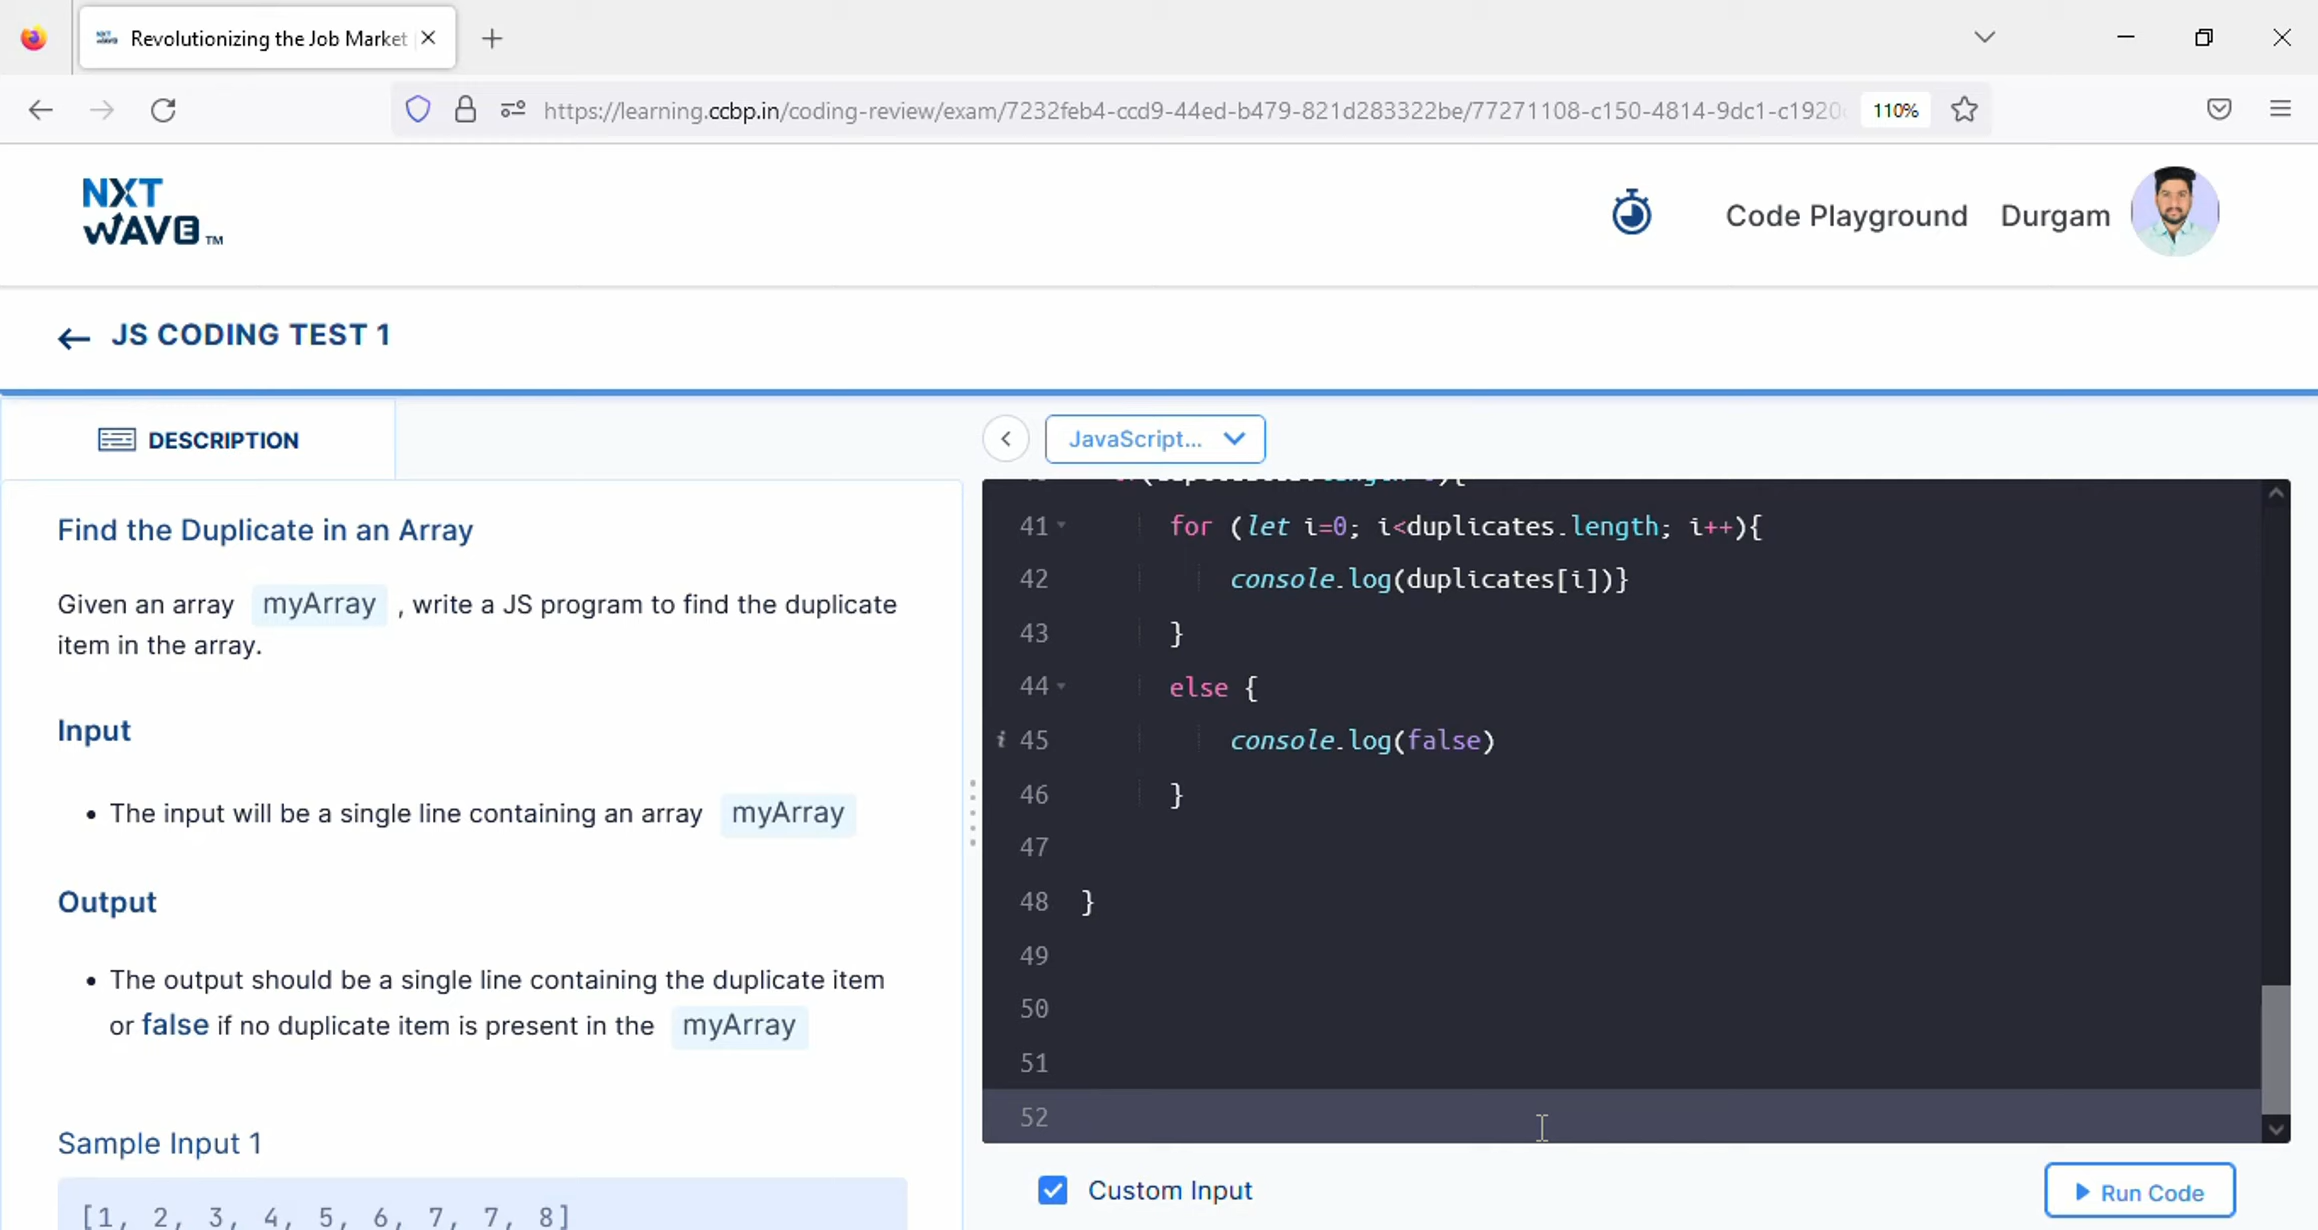 Revolutionizing the Job Market
https://learning.ccbp.in/coding-review/exam/7232feb4-ccd9-44ed-b479-821d283322be/77271108-c150-4814-9dc1-c1920
110%
NXT
WAVE TM
Code Playground
Durgam
JS CODING TEST 1
DESCRIPTION
JavaScript...
Find the Duplicate in an Array
Given an array myArray , write a JS program to find the duplicate
item in the array.
Input
• The input will be a single line containing an array myArray
Output
• The output should be a single line containing the duplicate item
or false if no duplicate item is present in the myArray
Sample Input 1
[1, 2, 3, 4, 5, 6, 7, 7, 8]
41 for (let i=0; i<duplicates.length; i++){
42 console.log(duplicates[i])}
43 }
44 else {
i 45 console.log(false)
46 }
47
48 }
49
50
51
52
Custom Input
Run Code